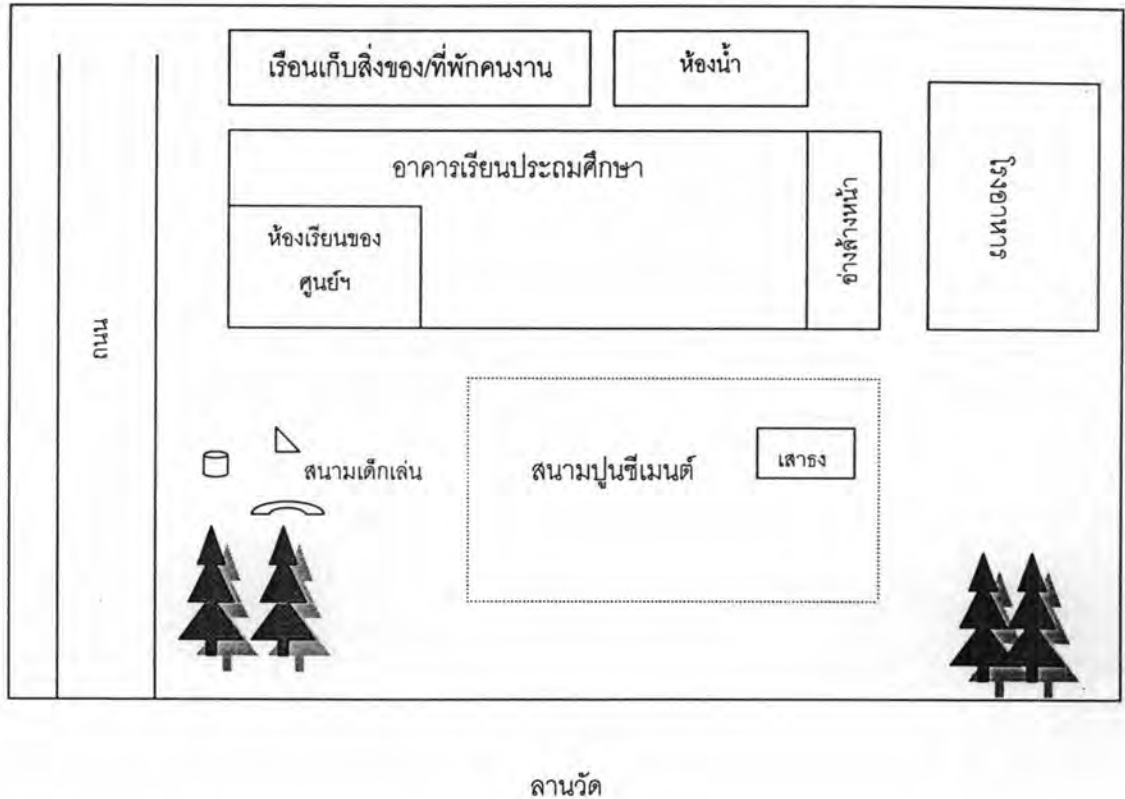 เรือนเก็บสิ่งของ/ที่พักคนงาน
ห้องน้ำ
อาคารเรียนประถมศึกษา
ห้องเรียนของ
ศูนย์ฯ
อ่างล้างหน้า
โรงอาหาร
ถนน
สนามเด็กเล่น
สนามปูนซีเมนต์
เสาธง
ลานวัด